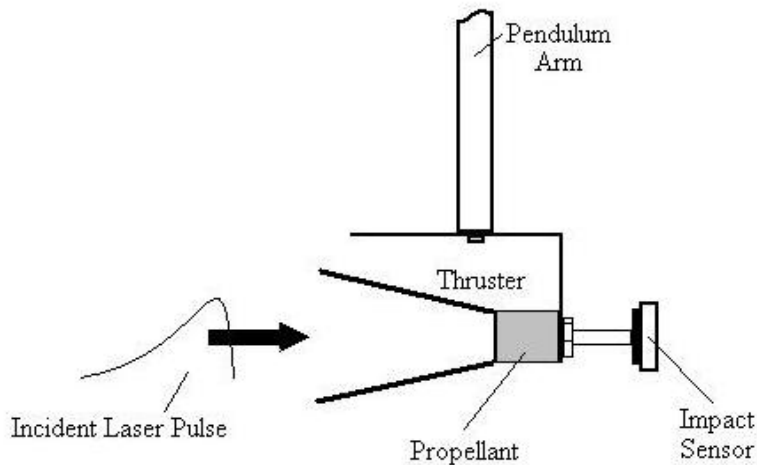 Pendulum
Arm
Thruster
Incident Laser Pulse
Propellant
Impact
Sensor